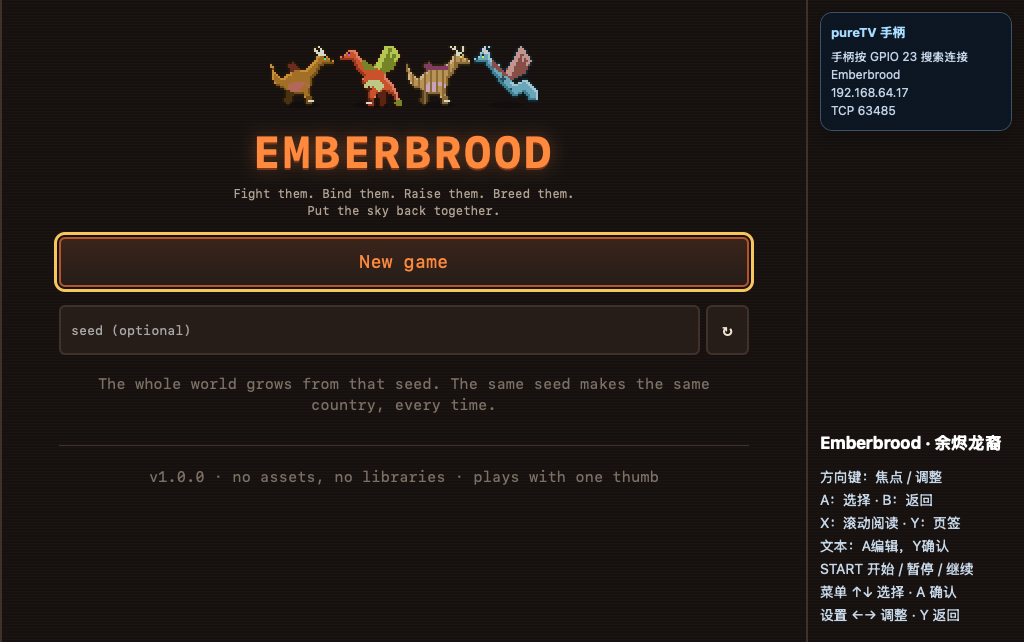 EMBERBROOD
Fight them. Bind them. Raise them. Breed them.
Put the sky back together.
New game
seed (optional)
↻
The whole world grows from that seed. The same seed makes the same
country, every time.
v1.0.0 · no assets, no libraries · plays with one thumb
pureTV 手柄
手柄按 GPIO 23 搜索连接
Emberbrood
192.168.64.17
TCP 63485
Emberbrood · 余烬龙裔
方向键：焦点 / 调整
A：选择 · B：返回
X：滚动阅读 · Y：页签
文本：A编辑，Y确认
START 开始 / 暂停 / 继续
菜单 ↑↓ 选择 · A 确认
设置 ←→ 调整 · Y 返回